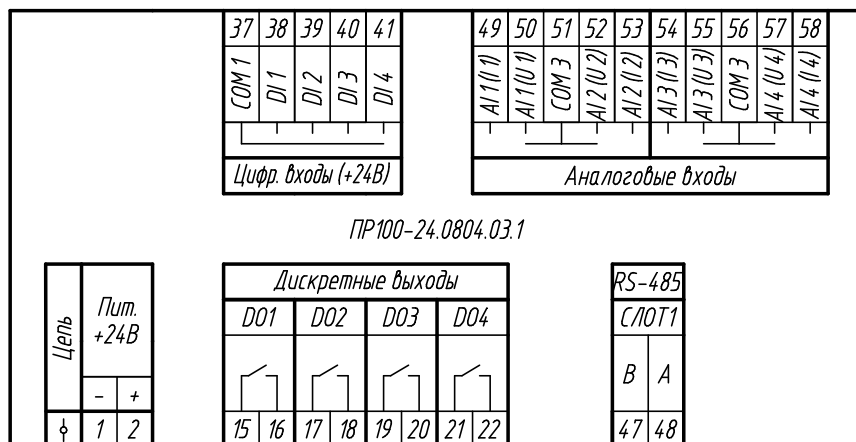 37 38 39 40 41
COM 1 DI 1 DI 2 DI 3 DI 4
Цифр. входы (+24В)
49 50 51 52 53 54 55 56 57 58
AI 1 (I 1) AI 1 (U 1) COM 3 AI 2 (U 2) AI 2 (I 2) AI 3 (I 3) AI 3 (U 3) COM 3 AI 4 (U 4) AI 4 (I 4)
Аналоговые входы
ПР100-24.0804.03.1
Цепь
Пит.
+24В
- +
1 2
Дискретные выходы
DO1 DO2 DO3 DO4
15 16 17 18 19 20 21 22
RS-485
СЛОТ1
B A
47 48